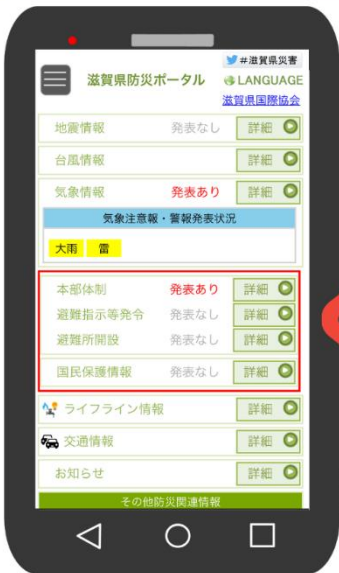 #滋賀県災害
滋賀県防災ポータル
LANGUAGE
滋賀県国際協会
地震情報 発表なし 詳細
台風情報 詳細
気象情報 発表あり 詳細
気象注意報・警報発表状況
大雨 雷
本部体制 発表あり 詳細
避難指示等発令 発表なし 詳細
避難所開設 発表なし 詳細
国民保護情報 発表なし 詳細
ライフライン情報 詳細
交通情報 詳細
お知らせ 詳細
その他防災関連情報